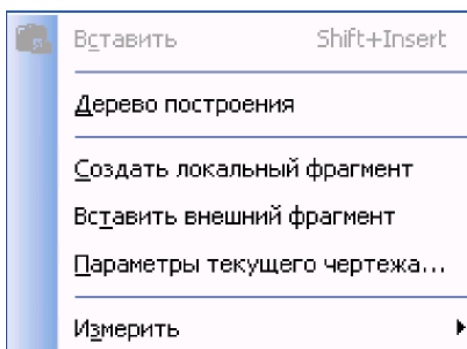 Вставить Shift+Insert
Дерево построения
Создать локальный фрагмент
Вставить внешний фрагмент
Параметры текущего чертежа...
Измерить